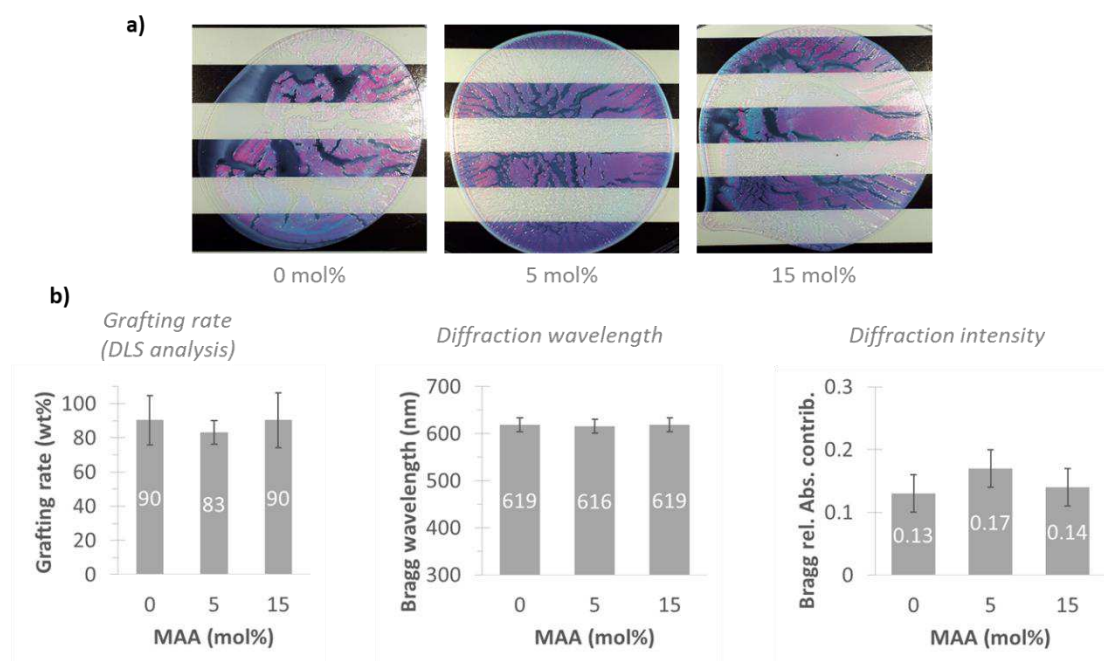 a)
0 mol%
5 mol%
15 mol%
b)
Grafting rate
(DLS analysis)
Grafting rate (wt%)
100
80
60
40
20
0
90
83
90
0
5
15
MAA (mol%)
Diffraction wavelength
Bragg wavelength (nm)
700
600
500
400
300
619
616
619
0
5
15
MAA (mol%)
Diffraction intensity
Bragg rel. Abs. contrib.
0.3
0.2
0.1
0
0.13
0.17
0.14
0
5
15
MAA (mol%)